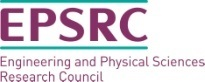 EPSRC
Engineering and Physical Sciences
Research Council